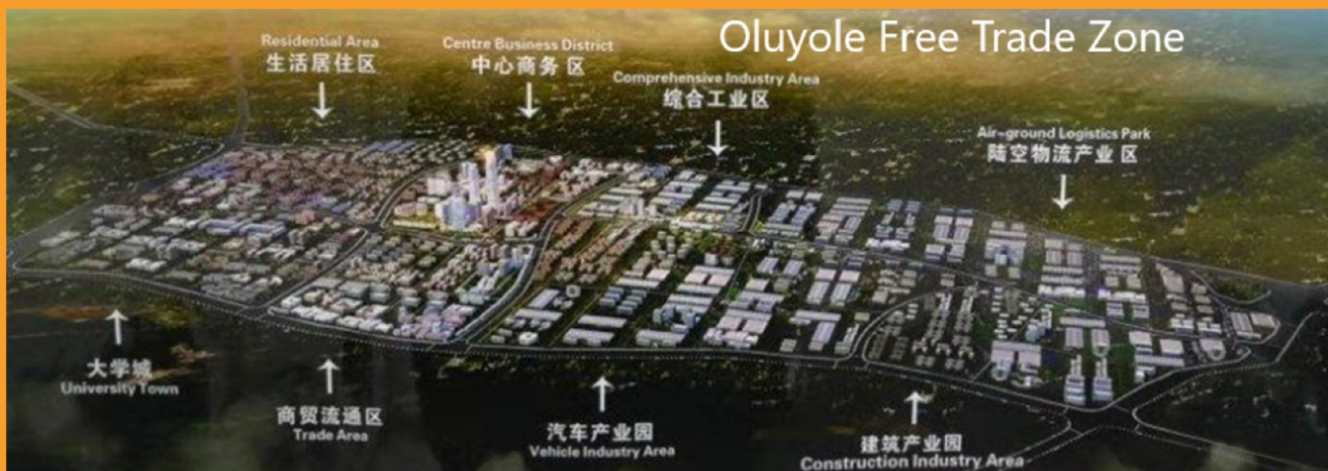 Oluyole Free Trade Zone
Residential Area
生活居住区
Centre Business District
中心商务 区
Comprehensive Industry Area
综合工业区
Air-ground Logistics Park
陆空物流产业 区
大学城
University Town
商贸流通区
Trade Area
汽车产业园
Vehicle Industry Area
建筑产业园
Construction Industry Area